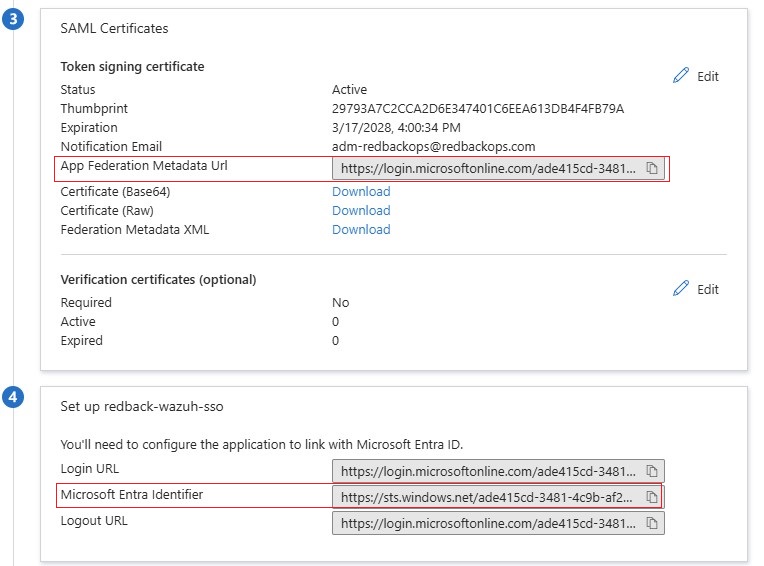 3
SAML Certificates
Token signing certificate
Edit
Status Active
Thumbprint 29793A7C2CCA2D6E347401C6EEA613DB4F4FB79A
Expiration 3/17/2028, 4:00:34 PM
Notification Email adm-redbackops@redbackops.com
App Federation Metadata Url https://login.microsoftonline.com/ade415cd-3481...
Certificate (Base64) Download
Certificate (Raw) Download
Federation Metadata XML Download
Verification certificates (optional)
Edit
Required No
Active 0
Expired 0
4
Set up redback-wazuh-sso
You'll need to configure the application to link with Microsoft Entra ID.
Login URL https://login.microsoftonline.com/ade415cd-3481...
Microsoft Entra Identifier https://sts.windows.net/ade415cd-3481-4c9b-af2...
Logout URL https://login.microsoftonline.com/ade415cd-3481...